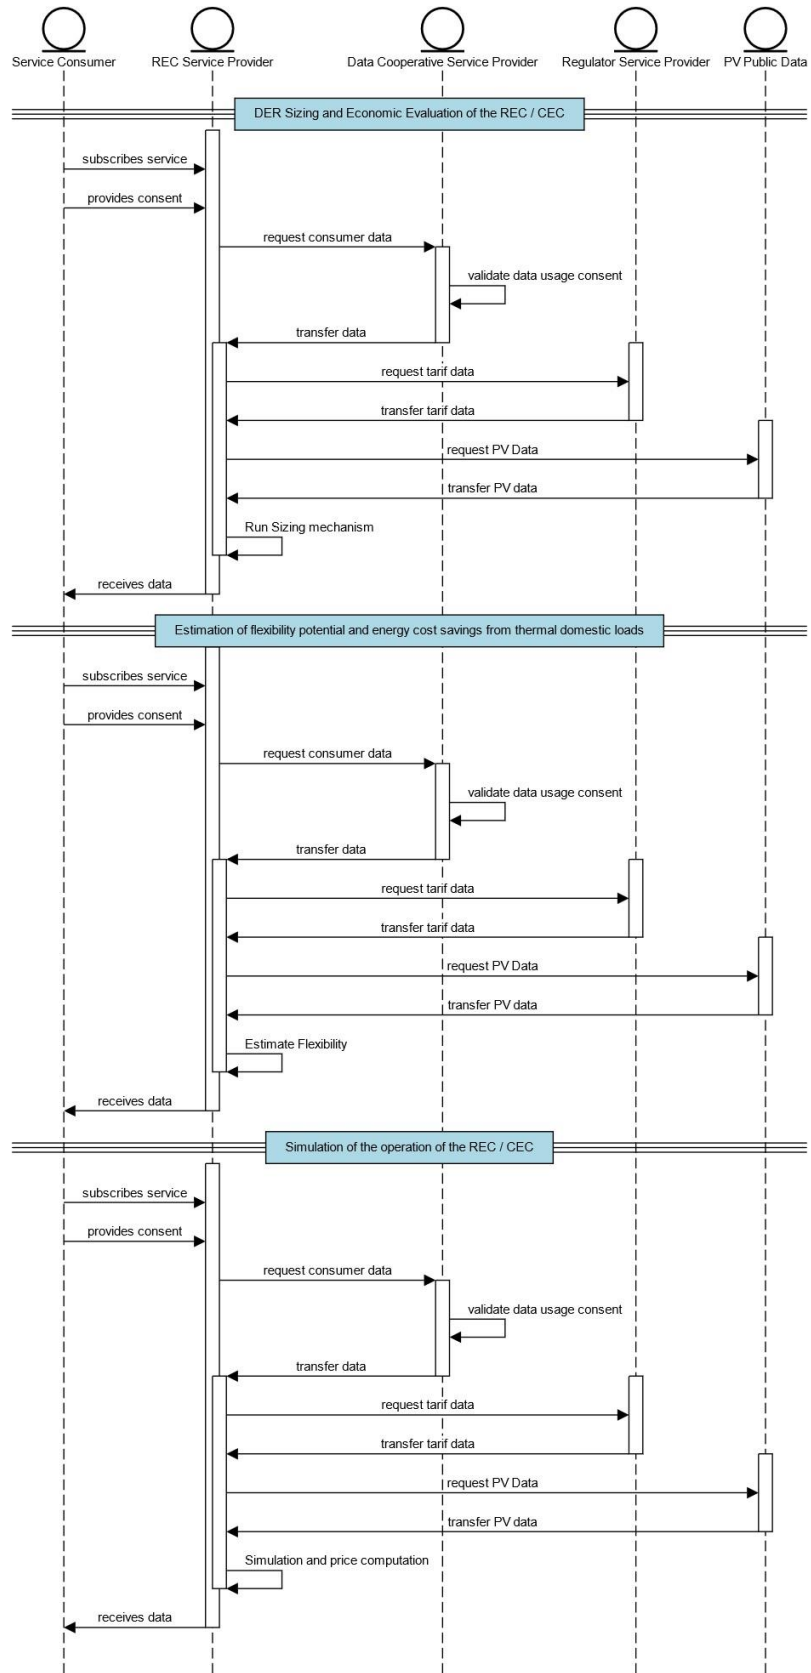 Service Consumer
REC Service Provider
Data Cooperative Service Provider
Regulator Service Provider
PV Public Data
DER Sizing and Economic Evaluation of the REC / CEC
subscribes service
provides consent
request consumer data
validate data usage consent
transfer data
request tarif data
transfer tarif data
request PV Data
transfer PV data
Run Sizing mechanism
receives data
Estimation of flexibility potential and energy cost savings from thermal domestic loads
subscribes service
provides consent
request consumer data
validate data usage consent
transfer data
request tarif data
transfer tarif data
request PV Data
transfer PV data
Estimate Flexibility
receives data
Simulation of the operation of the REC / CEC
subscribes service
provides consent
request consumer data
validate data usage consent
transfer data
request tarif data
transfer tarif data
request PV Data
transfer PV data
Simulation and price computation
receives data